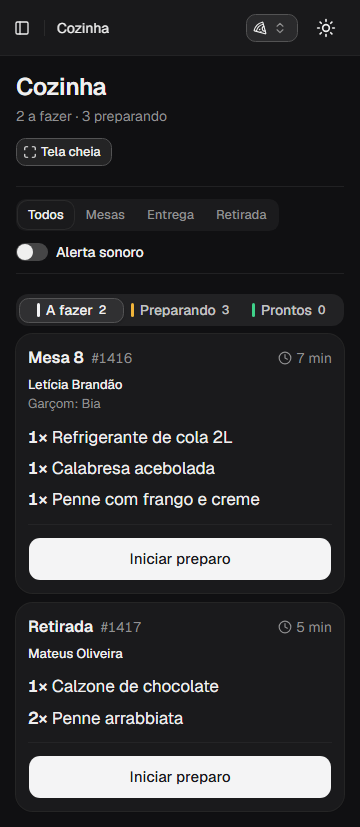 Cozinha
Cozinha
2 a fazer · 3 preparando
Tela cheia
Todos Mesas Entrega Retirada
Alerta sonoro
A fazer 2 Preparando 3 Prontos 0
Mesa 8 #1416 7 min
Letícia Brandão
Garçom: Bia
1× Refrigerante de cola 2L
1× Calabresa acebolada
1× Penne com frango e creme
Iniciar preparo
Retirada #1417 5 min
Mateus Oliveira
1× Calzone de chocolate
2× Penne arrabbiata
Iniciar preparo